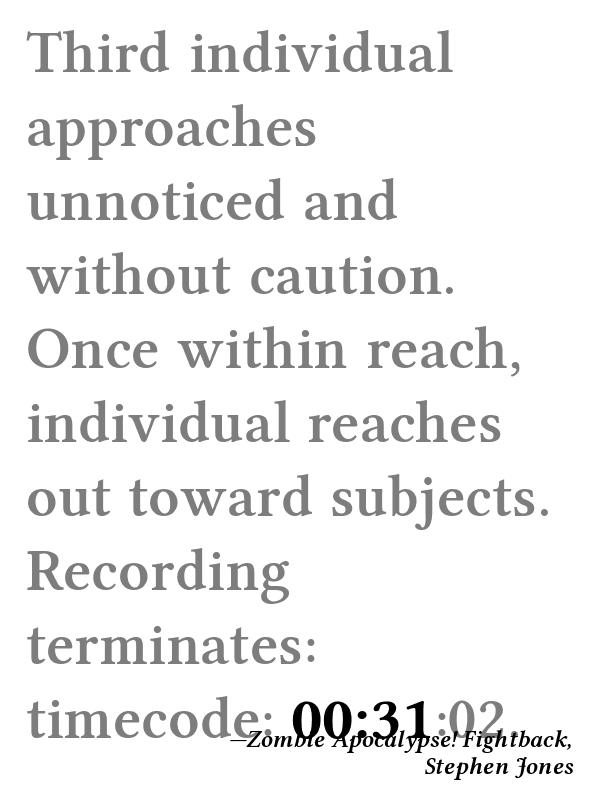 Third individual
approaches
unnoticed and
without caution.
Once within reach,
individual reaches
out toward subjects.
Recording
terminates:
timecode: 00:31:02.
—Zombie Apocalypse! Fightback,
Stephen Jones